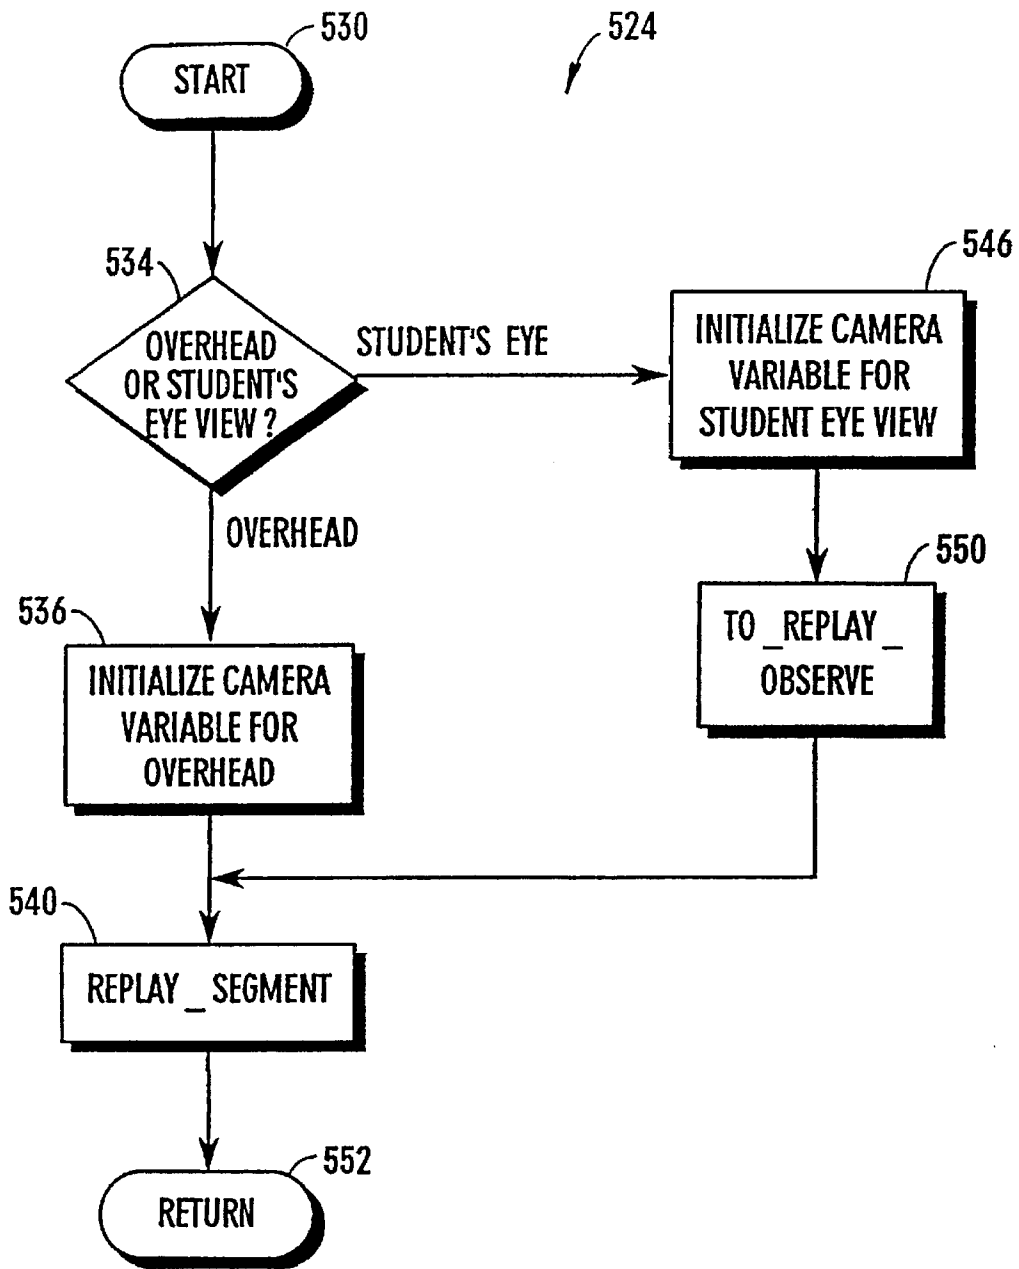 530
524
START
534
546
OVERHEAD
OR STUDENT'S
EYE VIEW ?
STUDENT'S EYE
INITIALIZE CAMERA
VARIABLE FOR
STUDENT EYE VIEW
OVERHEAD
550
TO _REPLAY _
OBSERVE
536
INITIALIZE CAMERA
VARIABLE FOR
OVERHEAD
540
REPLAY _ SEGMENT
552
RETURN